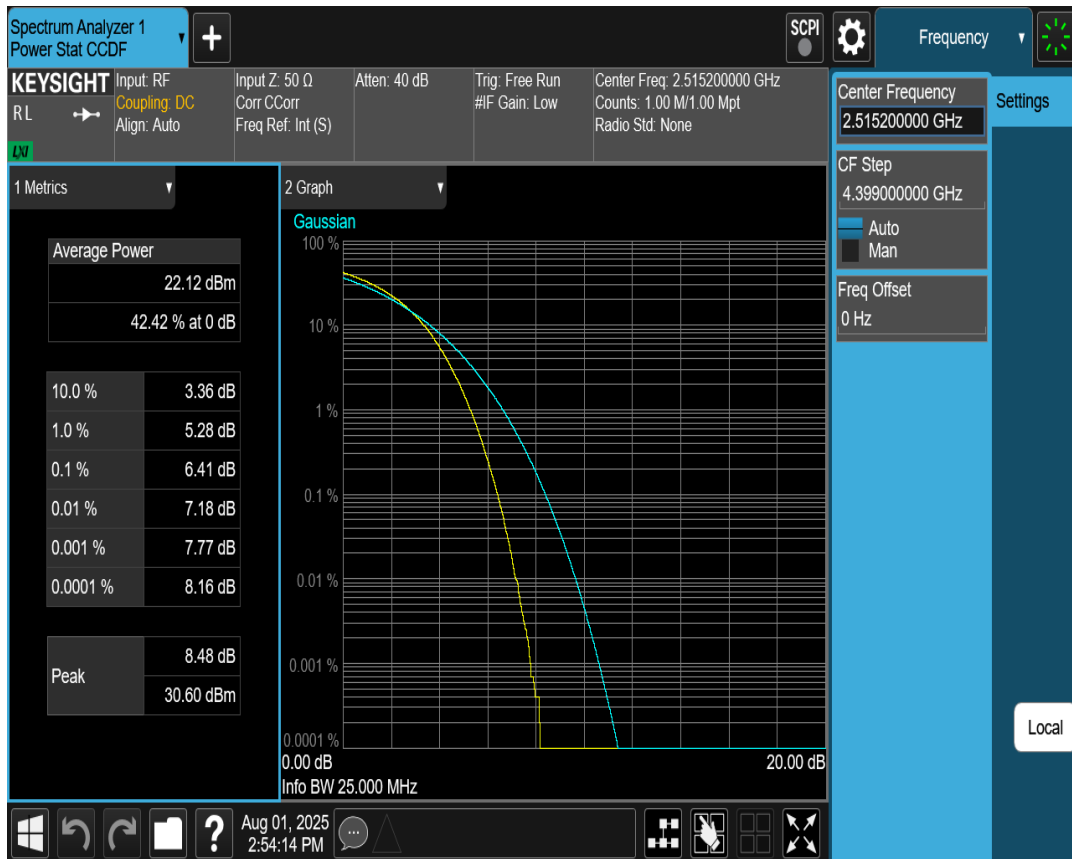 Spectrum Analyzer 1
Power Stat CCDF
+
SCPI
Frequency
KEYSIGHT
RL
LXI
Input: RF
Coupling: DC
Align: Auto
Input Z: 50 Ω
Corr CCorr
Freq Ref: Int (S)
Atten: 40 dB
Trig: Free Run
#IF Gain: Low
Center Freq: 2.515200000 GHz
Counts: 1.00 M/1.00 Mpt
Radio Std: None
Center Frequency
2.515200000 GHz
Settings
CF Step
4.399000000 GHz
Auto
Man
Freq Offset
0 Hz
Local
1 Metrics
Average Power
22.12 dBm
42.42 % at 0 dB
10.0 % 3.36 dB
1.0 % 5.28 dB
0.1 % 6.41 dB
0.01 % 7.18 dB
0.001 % 7.77 dB
0.0001 % 8.16 dB
Peak
8.48 dB
30.60 dBm
2 Graph
Gaussian
100 %
10 %
1 %
0.1 %
0.01 %
0.001 %
0.0001 %
0.00 dB 20.00 dB
Info BW 25.000 MHz
?
Aug 01, 2025
2:54:14 PM